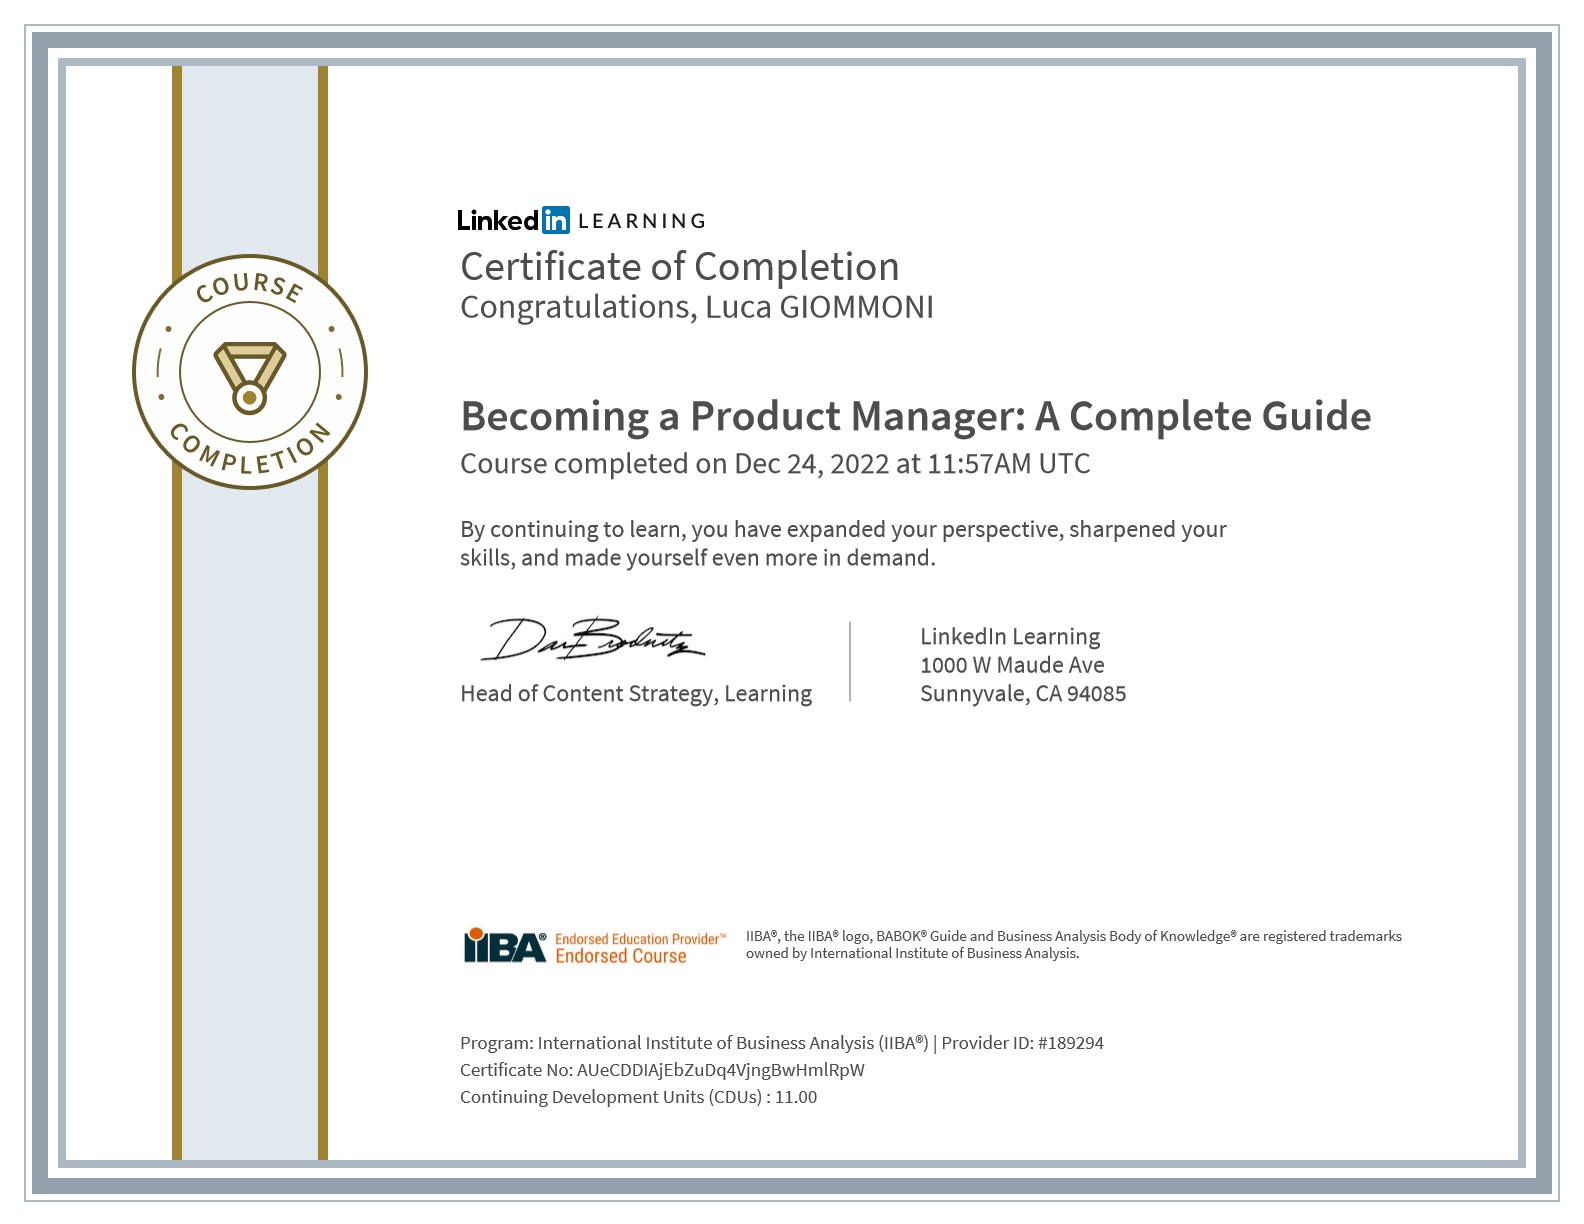 COURSE
COMPLETION
Linked in LEARNING
Certificate of Completion
Congratulations, Luca GIOMMONI
Becoming a Product Manager: A Complete Guide
Course completed on Dec 24, 2022 at 11:57AM UTC
By continuing to learn, you have expanded your perspective, sharpened your
skills, and made yourself even more in demand.
Dan Brodnitz
Head of Content Strategy, Learning
LinkedIn Learning
1000 W Maude Ave
Sunnyvale, CA 94085
IIBA® Endorsed Education Provider™
Endorsed Course
IIBA®, the IIBA® logo, BABOK® Guide and Business Analysis Body of Knowledge® are registered trademarks
owned by International Institute of Business Analysis.
Program: International Institute of Business Analysis (IIBA®) | Provider ID: #189294
Certificate No: AUeCDDIAjEbZuDq4VjngBwHmlRpW
Continuing Development Units (CDUs) : 11.00